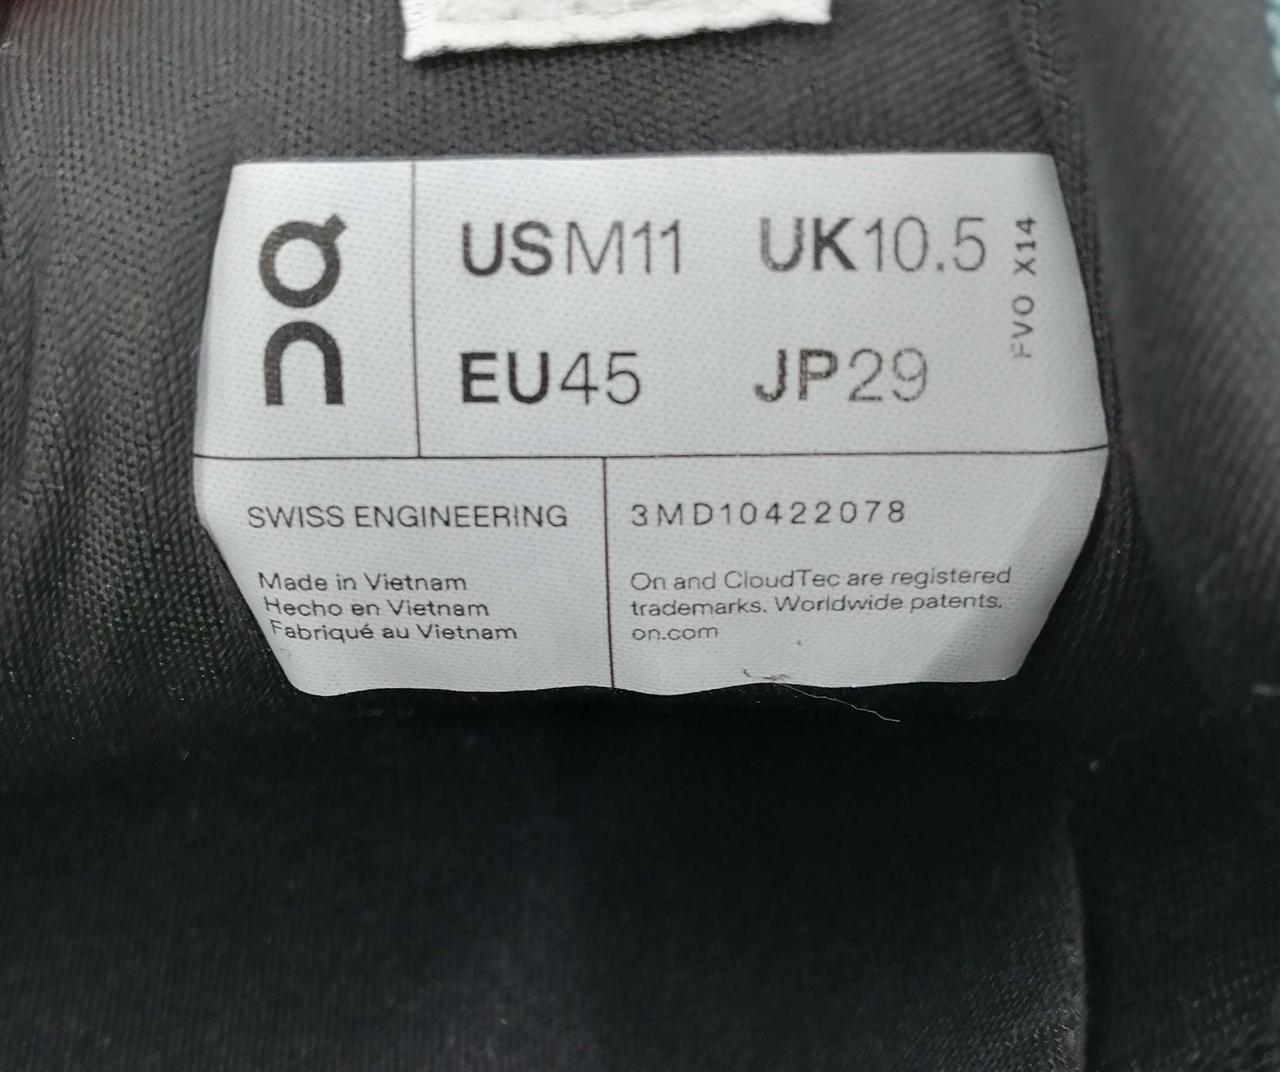 On
USM11 UK10.5
EU45 JP29
FVO X14
SWISS ENGINEERING
Made in Vietnam
Hecho en Vietnam
Fabriqué au Vietnam
3MD10422078
On and CloudTec are registered
trademarks. Worldwide patents.
on.com